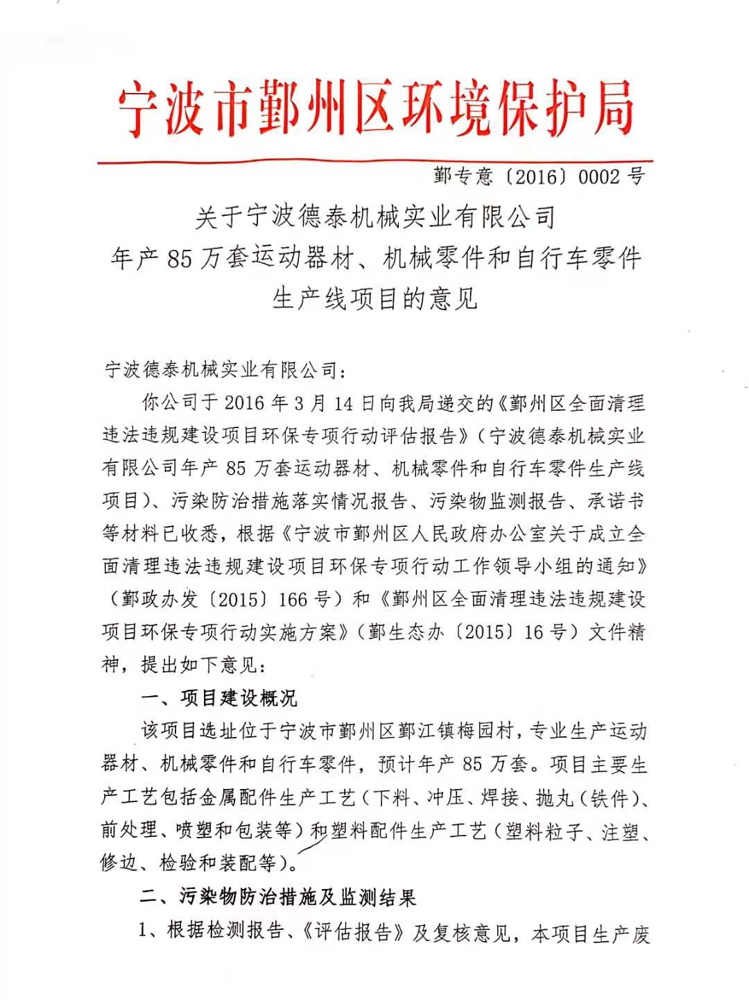 宁波市鄞州区环境保护局
鄞专意〔2016〕0002 号
关于宁波德泰机械实业有限公司
年产 85 万套运动器材、机械零件和自行车零件
生产线项目的意见
宁波德泰机械实业有限公司：
你公司于 2016 年 3 月 14 日向我局递交的《鄞州区全面清理
违法违规建设项目环保专项行动评估报告》（宁波德泰机械实业
有限公司年产 85 万套运动器材、机械零件和自行车零件生产线
项目）、污染防治措施落实情况报告、污染物监测报告、承诺书
等材料已收悉，根据《宁波市鄞州区人民政府办公室关于成立全
面清理违法违规建设项目环保专项行动工作领导小组的通知》
（鄞政办发〔2015〕166 号）和《鄞州区全面清理违法违规建设
项目环保专项行动实施方案》（鄞生态办〔2015〕16 号）文件精
神，提出如下意见：
一、项目建设概况
该项目选址位于宁波市鄞州区鄞江镇梅园村，专业生产运动
器材、机械零件和自行车零件，预计年产 85 万套。项目主要生
产工艺包括金属配件生产工艺（下料、冲压、焊接、抛丸（铁件）、
前处理、喷塑和包装等）和塑料配件生产工艺（塑料粒子、注塑、
修边、检验和装配等）。
二、污染物防治措施及监测结果
1、根据检测报告、《评估报告》及复核意见，本项目生产废